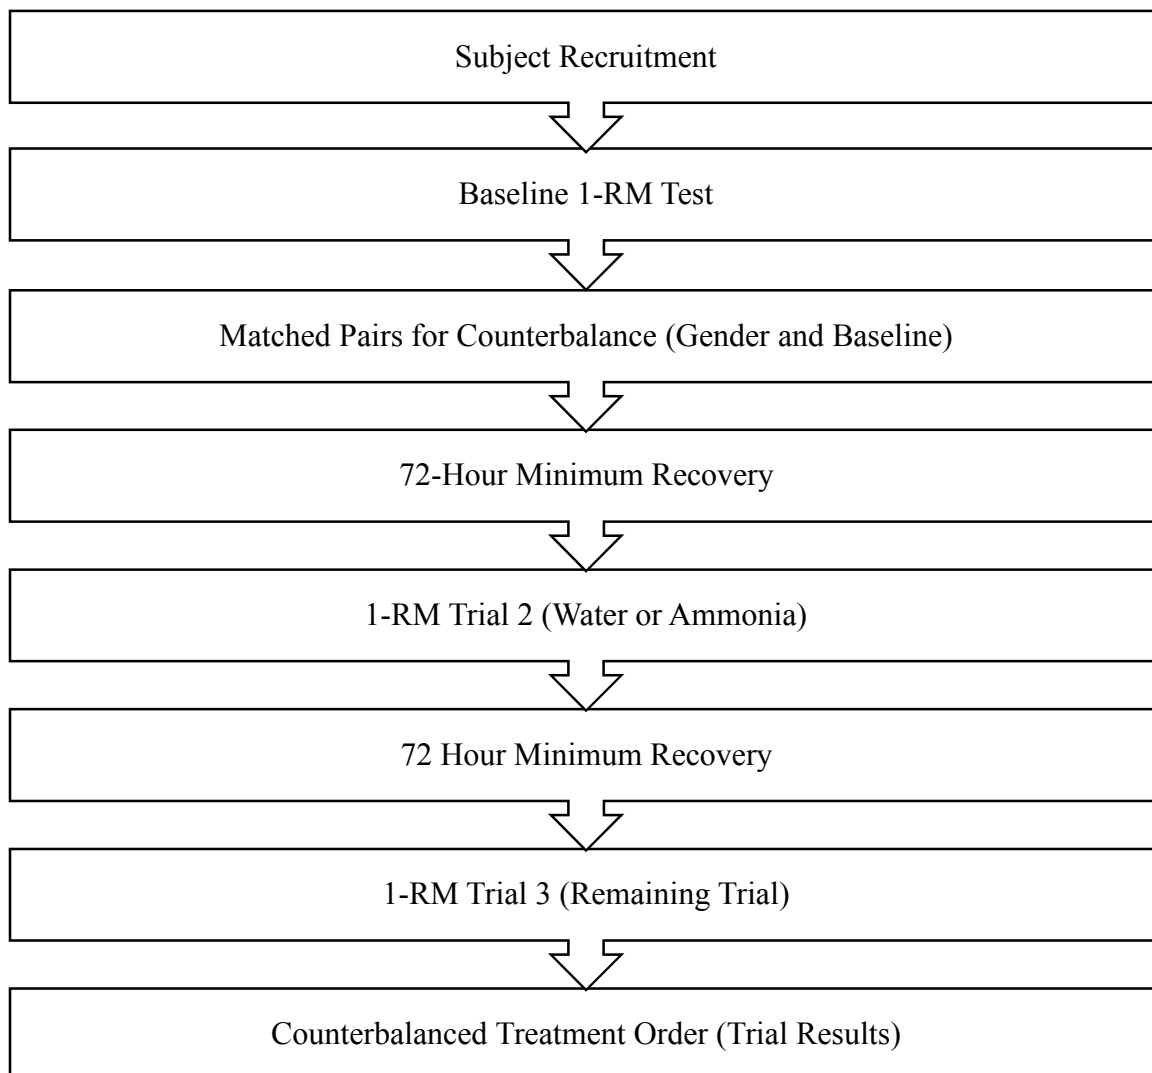 Subject Recruitment
Baseline 1-RM Test
Matched Pairs for Counterbalance (Gender and Baseline)
72-Hour Minimum Recovery
1-RM Trial 2 (Water or Ammonia)
72 Hour Minimum Recovery
1-RM Trial 3 (Remaining Trial)
Counterbalanced Treatment Order (Trial Results)